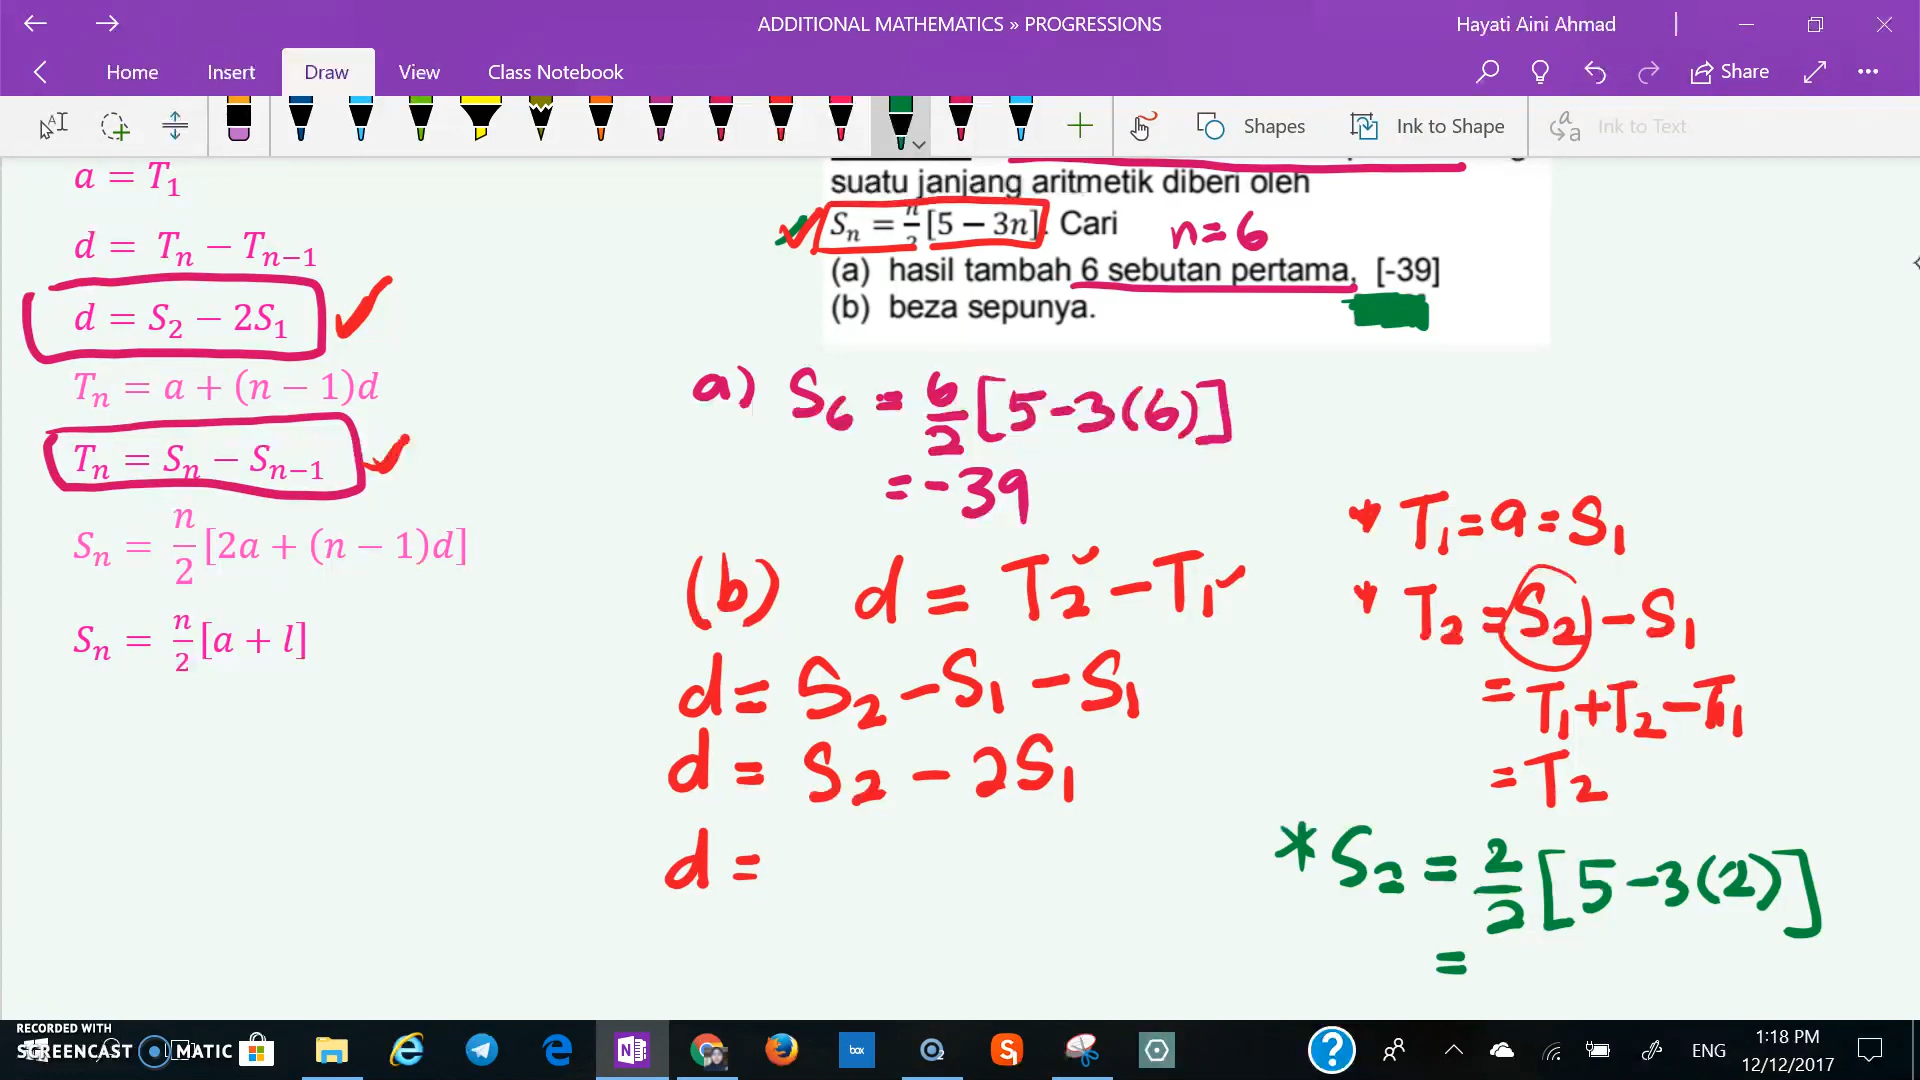 ADDITIONAL MATHEMATICS » PROGRESSIONS
Hayati Aini Ahmad
Home Insert Draw View Class Notebook
Share
Shapes Ink to Shape Ink to Text
a = T₁
d = Tₙ − Tₙ₋₁
d = S₂ − 2S₁
Tₙ = a + (n − 1)d
Tₙ = Sₙ − Sₙ₋₁
Sₙ = n/2 [2a + (n − 1)d]
Sₙ = n/2 [a + l]
suatu janjang aritmetik diberi oleh
Sₙ = n/2 [5 − 3n]. Cari
n = 6
(a) hasil tambah 6 sebutan pertama, [-39]
(b) beza sepunya.
a) S₆ = 6/2 [5 − 3(6)]
= −39
(b) d = T₂ − T₁
d = S₂ − S₁ − S₁
d = S₂ − 2S₁
d =
* T₁ = a = S₁
* T₂ = S₂ − S₁
= T₁ + T₂ − T₁
= T₂
* S₂ = 2/2 [5 − 3(2)]
=
RECORDED WITH
SCREENCAST MATIC
box
ENG
1:18 PM
12/12/2017